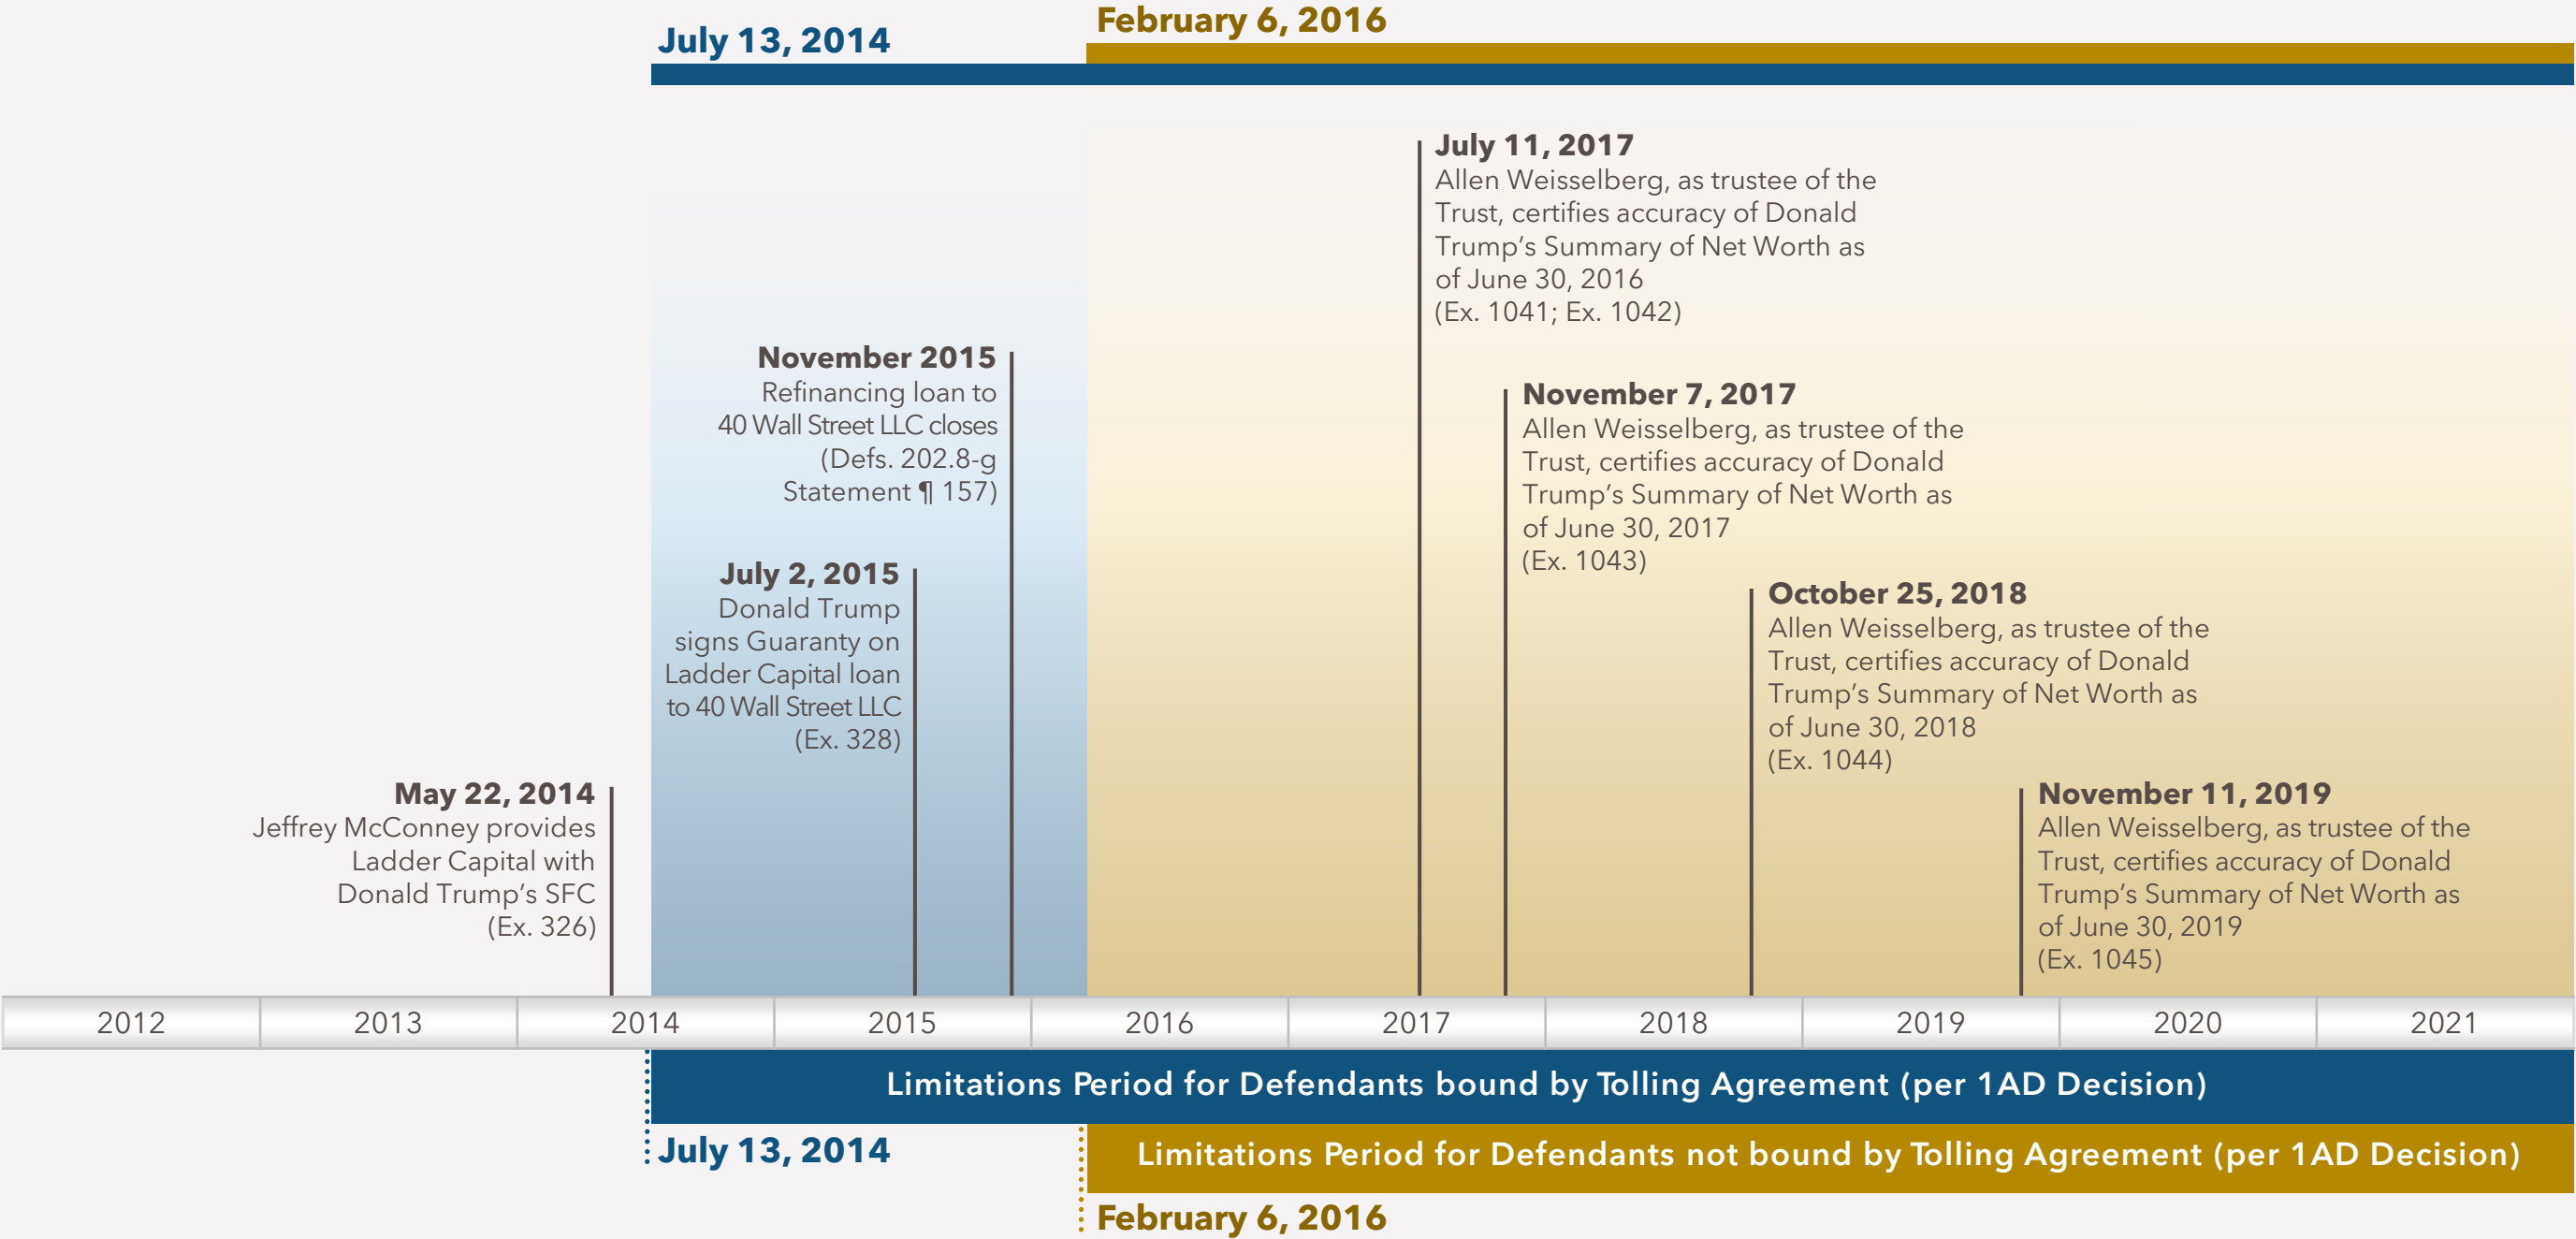 July 13, 2014
February 6, 2016
July 11, 2017
Allen Weisselberg, as trustee of the
Trust, certifies accuracy of Donald
Trump's Summary of Net Worth as
of June 30, 2016
(Ex. 1041; Ex. 1042)
November 2015
Refinancing loan to
40 Wall Street LLC closes
(Defs. 202.8-g
Statement ¶ 157)
November 7, 2017
Allen Weisselberg, as trustee of the
Trust, certifies accuracy of Donald
Trump's Summary of Net Worth as
of June 30, 2017
(Ex. 1043)
July 2, 2015
Donald Trump
signs Guaranty on
Ladder Capital loan
to 40 Wall Street LLC
(Ex. 328)
October 25, 2018
Allen Weisselberg, as trustee of the
Trust, certifies accuracy of Donald
Trump's Summary of Net Worth as
of June 30, 2018
(Ex. 1044)
May 22, 2014
Jeffrey McConney provides
Ladder Capital with
Donald Trump's SFC
(Ex. 326)
November 11, 2019
Allen Weisselberg, as trustee of the
Trust, certifies accuracy of Donald
Trump's Summary of Net Worth as
of June 30, 2019
(Ex. 1045)
2012 2013 2014 2015 2016 2017 2018 2019 2020 2021
Limitations Period for Defendants bound by Tolling Agreement (per 1AD Decision)
July 13, 2014
Limitations Period for Defendants not bound by Tolling Agreement (per 1AD Decision)
February 6, 2016